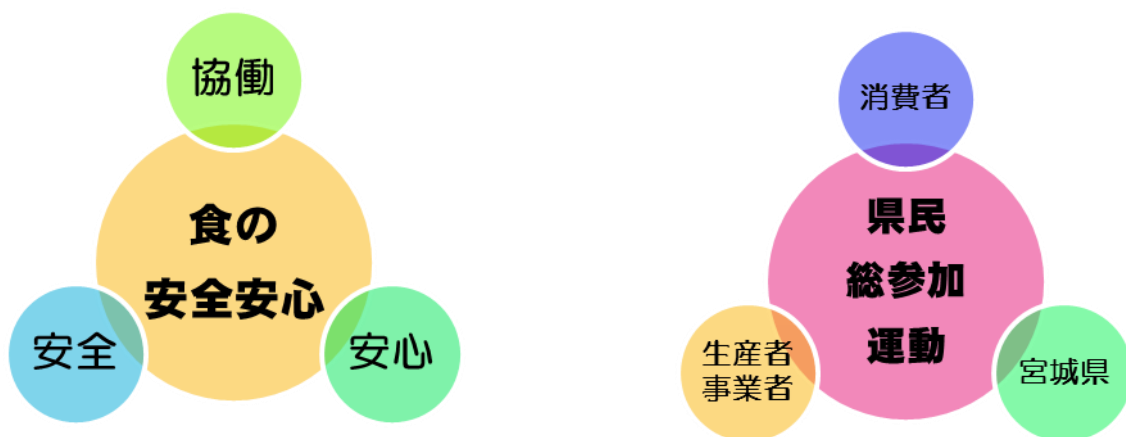 協働
食の
安全安心
安全
安心
消費者
県民
総参加
運動
生産者
事業者
宮城県